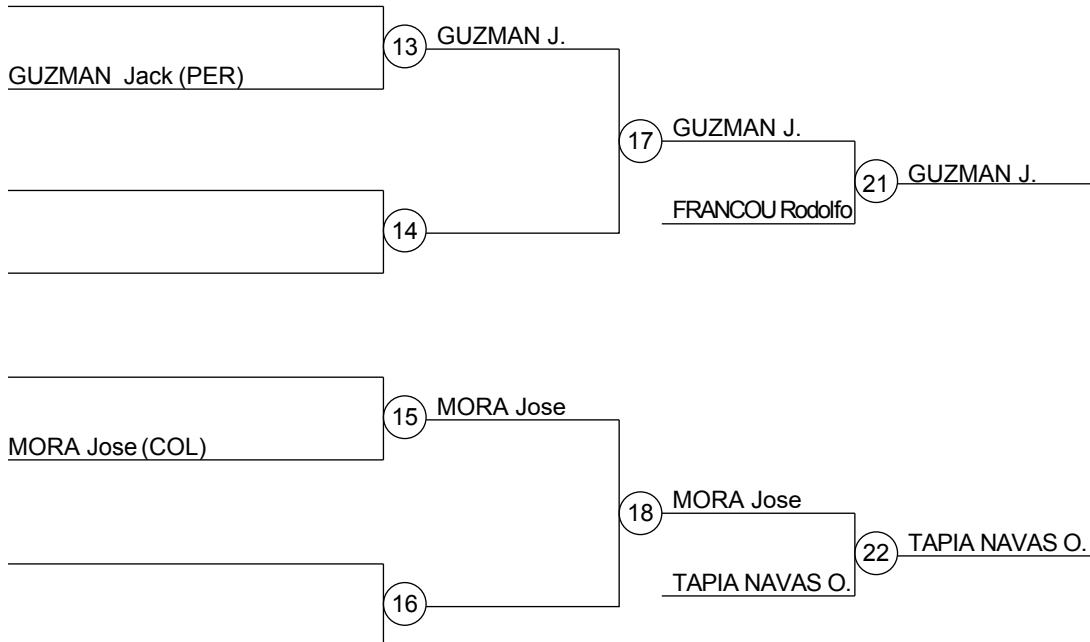 13 GUZMAN J.
GUZMAN Jack (PER)
17 GUZMAN J.
21 GUZMAN J.
FRANCOU Rodolfo
14
15 MORA Jose
MORA Jose (COL)
18 MORA Jose
22 TAPIA NAVAS O.
TAPIA NAVAS O.
16